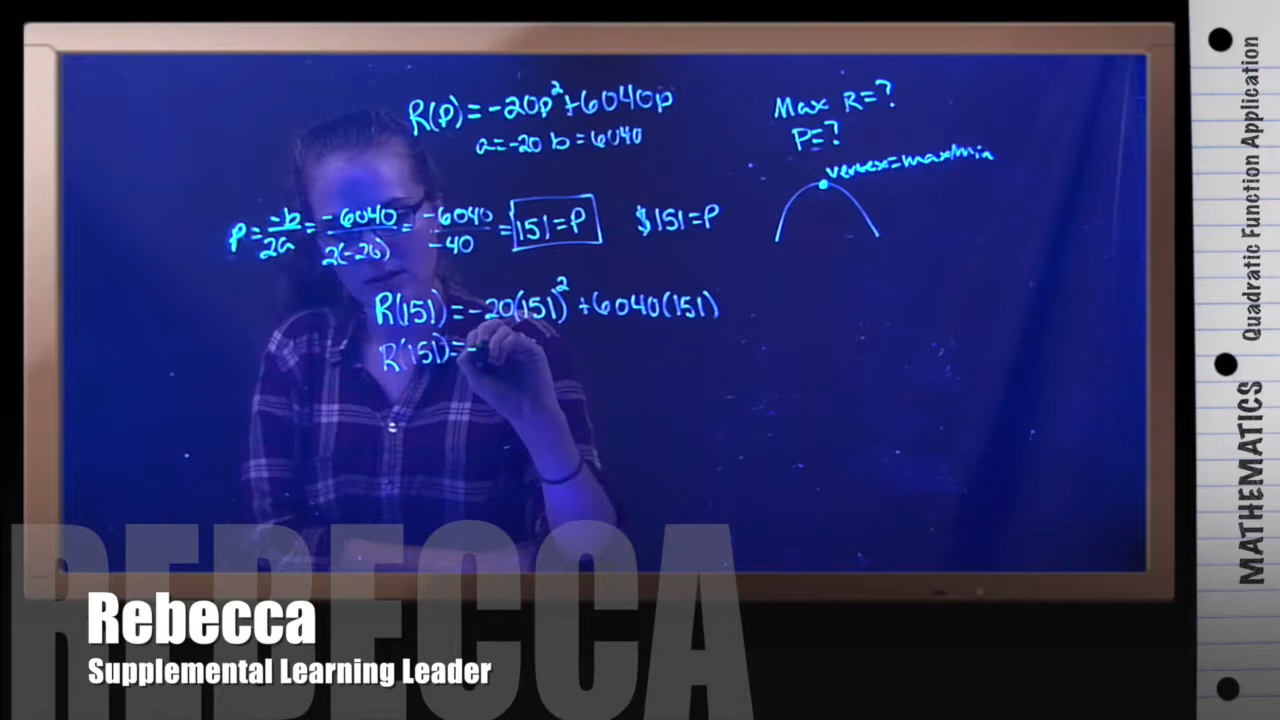 R(p)=-20p²+6040p
a=-20 b=6040
Max R=?
P=?
vertex=max/min
P=-b/2a=-6040/2(-20)=-6040/-40=151=P $151=P
R(151)=-20(151)²+6040(151)
R(151)=-
REBECCA
Rebecca
Supplemental Learning Leader
MATHEMATICS Quadratic Function Application